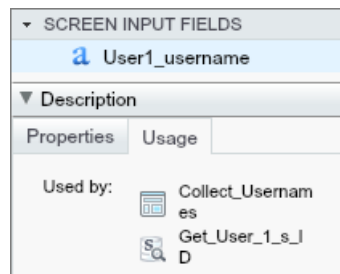 SCREEN INPUT FIELDS
a User1_username
Description
Properties Usage
Used by: Collect_Usernam
es
Get_User_1_s_I
D